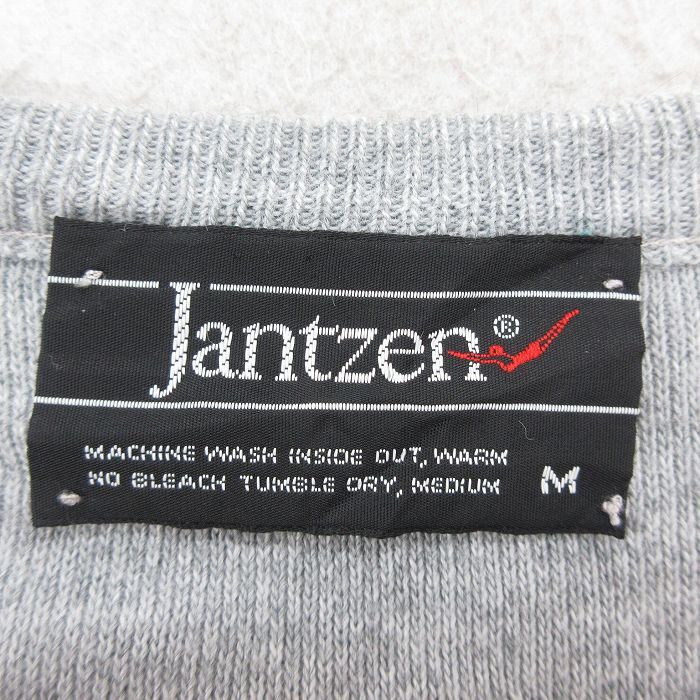 Jantzen®
MACHINE WASH INSIDE OUT, WARM
NO BLEACH TUMBLE DRY, MEDIUM
M